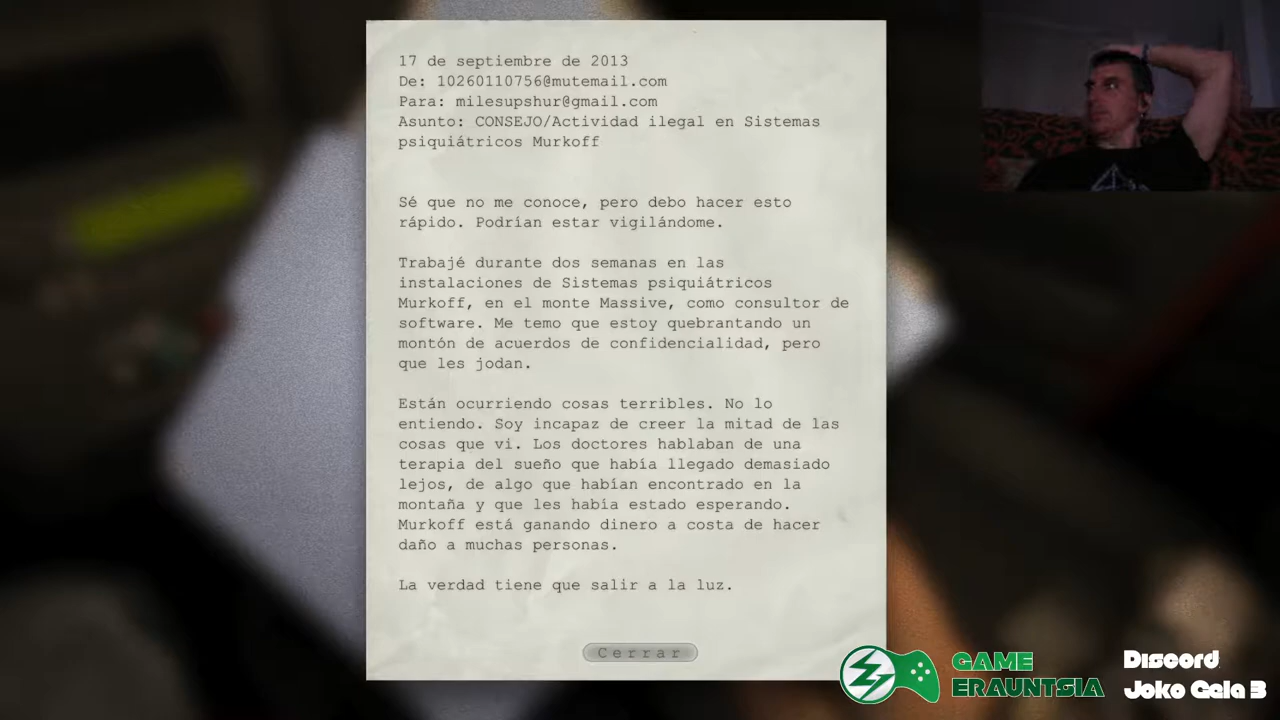 17 de septiembre de 2013
De: 10260110756@mutemail.com
Para: milesupshur@gmail.com
Asunto: CONSEJO/Actividad ilegal en Sistemas
psiquiátricos Murkoff
Sé que no me conoce, pero debo hacer esto
rápido. Podrían estar vigilándome.
Trabajé durante dos semanas en las
instalaciones de Sistemas psiquiátricos
Murkoff, en el monte Massive, como consultor de
software. Me temo que estoy quebrantando un
montón de acuerdos de confidencialidad, pero
que les jodan.
Están ocurriendo cosas terribles. No lo
entiendo. Soy incapaz de creer la mitad de las
cosas que vi. Los doctores hablaban de una
terapia del sueño que había llegado demasiado
lejos, de algo que habían encontrado en la
montaña y que les había estado esperando.
Murkoff está ganando dinero a costa de hacer
daño a muchas personas.
La verdad tiene que salir a la luz.
Cerrar
GAME
ERAUNTSIA
Discord
Joko Gela 3